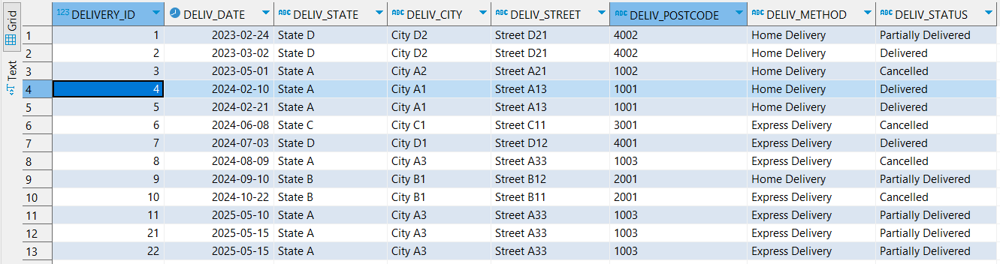 Grid
Text
123 DELIVERY_ID DELIV_DATE ABC DELIV_STATE ABC DELIV_CITY ABC DELIV_STREET ABC DELIV_POSTCODE ABC DELIV_METHOD ABC DELIV_STATUS
1 1 2023-02-24 State D City D2 Street D21 4002 Home Delivery Partially Delivered
2 2 2023-03-02 State D City D2 Street D21 4002 Home Delivery Delivered
3 3 2023-05-01 State A City A2 Street A21 1002 Home Delivery Cancelled
4 4 2024-02-10 State A City A1 Street A13 1001 Home Delivery Delivered
5 5 2024-02-21 State A City A1 Street A13 1001 Home Delivery Delivered
6 6 2024-06-08 State C City C1 Street C11 3001 Express Delivery Cancelled
7 7 2024-07-03 State D City D1 Street D12 4001 Express Delivery Delivered
8 8 2024-08-09 State A City A3 Street A33 1003 Express Delivery Cancelled
9 9 2024-09-10 State B City B1 Street B12 2001 Home Delivery Partially Delivered
10 10 2024-10-22 State B City B1 Street B11 2001 Express Delivery Cancelled
11 11 2025-05-10 State A City A3 Street A33 1003 Express Delivery Partially Delivered
12 21 2025-05-15 State A City A3 Street A33 1003 Express Delivery Partially Delivered
13 22 2025-05-15 State A City A3 Street A33 1003 Express Delivery Partially Delivered